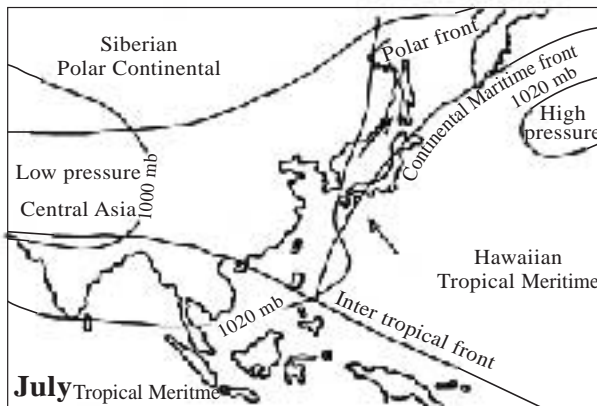 Siberian
Polar Continental
Polar front
Continental Maritime front
1020 mb
High
pressure
Low pressure
Central Asia
1000 mb
Hawaiian
Tropical Meritime
1020 mb
Inter tropical front
July Tropical Meritme